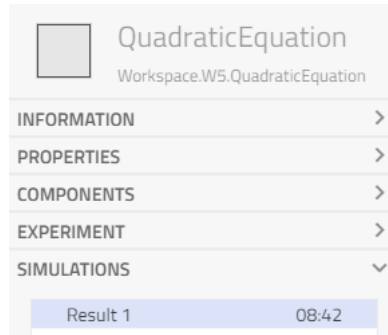 QuadraticEquation
Workspace.W5.QuadraticEquation
INFORMATION
PROPERTIES
COMPONENTS
EXPERIMENT
SIMULATIONS
Result 1 08:42